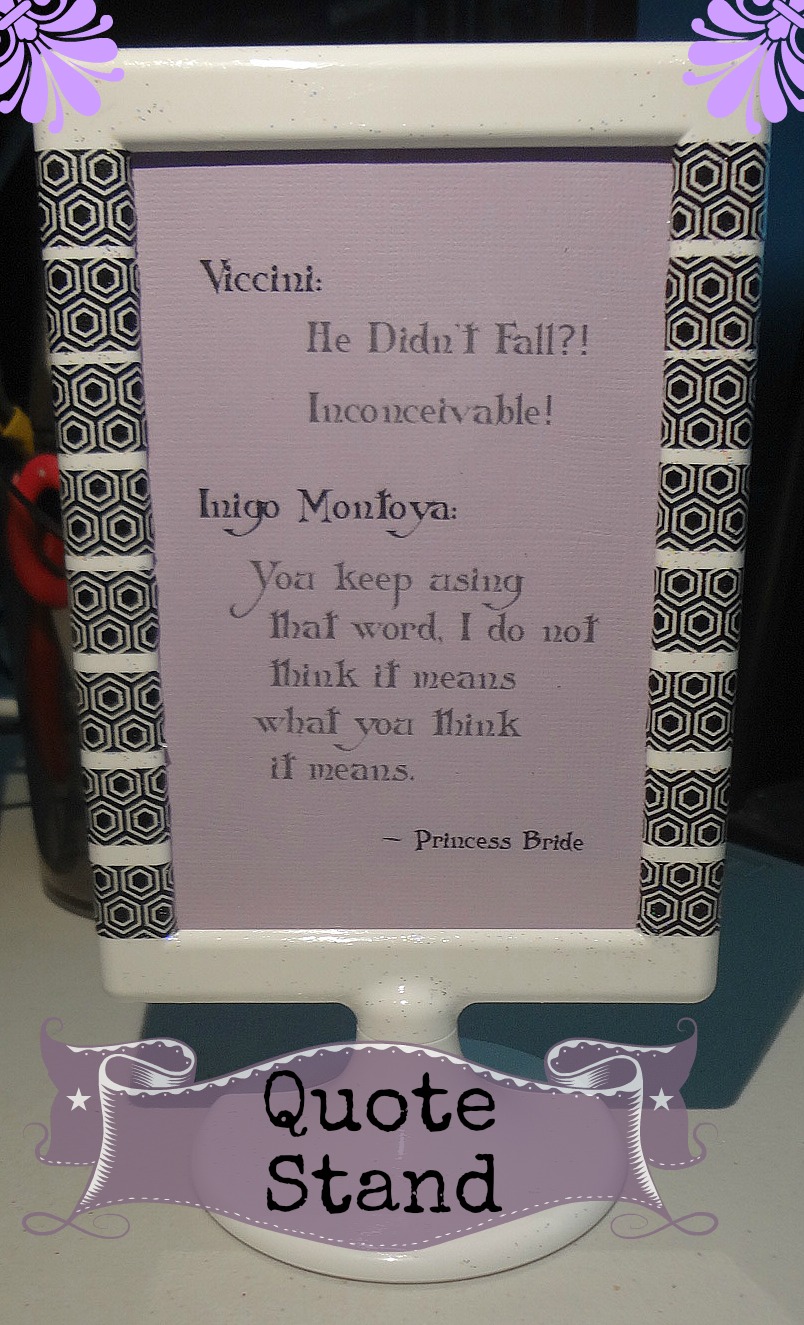 Viccini:
He Didn't Fall?!
Inconceivable!
Inigo Montoya:
You keep using
that word, I do not
think it means
what you think
it means.
~ Princess Bride
Quote
Stand